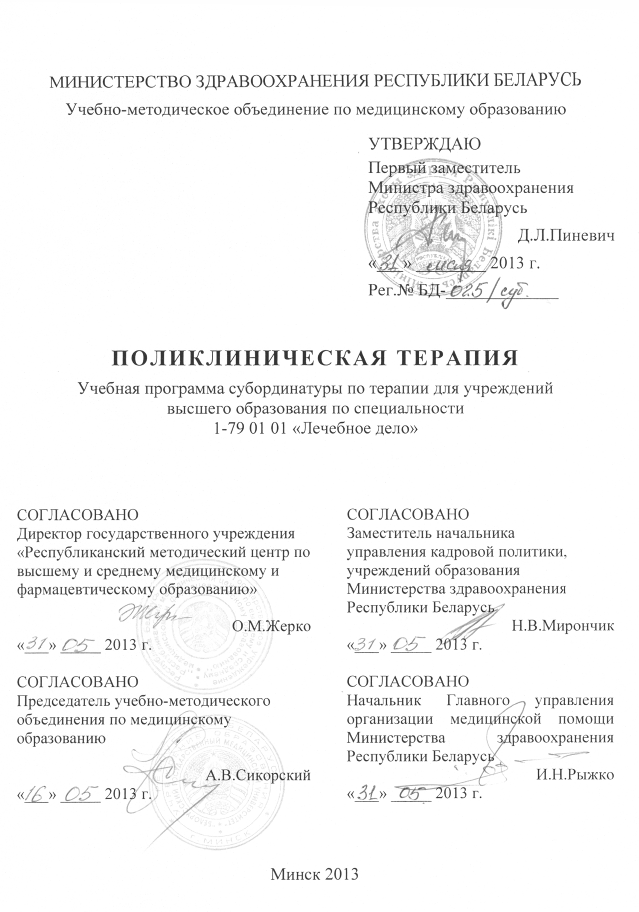 МИНИСТЕРСТВО ЗДРАВООХРАНЕНИЯ РЕСПУБЛИКИ БЕЛАРУСЬ
Учебно-методическое объединение по медицинскому образованию
УТВЕРЖДАЮ
Первый заместитель
Министра здравоохранения
Республики Беларусь
Д.Л.Пиневич
«31» 2013 г.
Рег.№ БД- 025/суб.
ПОЛИКЛИНИЧЕСКАЯ ТЕРАПИЯ
Учебная программа субординатуры по терапии для учреждений
высшего образования по специальности
1-79 01 01 «Лечебное дело»
СОГЛАСОВАНО
Директор государственного учреждения
«Республиканский методический центр по
высшему и среднему медицинскому и
фармацевтическому образованию»
О.М.Жерко
«31» 05 2013 г.
СОГЛАСОВАНО
Заместитель начальника
управления кадровой политики,
учреждений образования
Министерства здравоохранения
Республики Беларусь
Н.В.Мирончик
«31» 05 2013 г.
СОГЛАСОВАНО
Председатель учебно-методического
объединения по медицинскому
образованию
А.В.Сикорский
«16» 05 2013 г.
СОГЛАСОВАНО
Начальник Главного управления
организации медицинской помощи
Министерства здравоохранения
Республики Беларусь
И.Н.Рыжко
«31» 05 2013 г.
Минск 2013